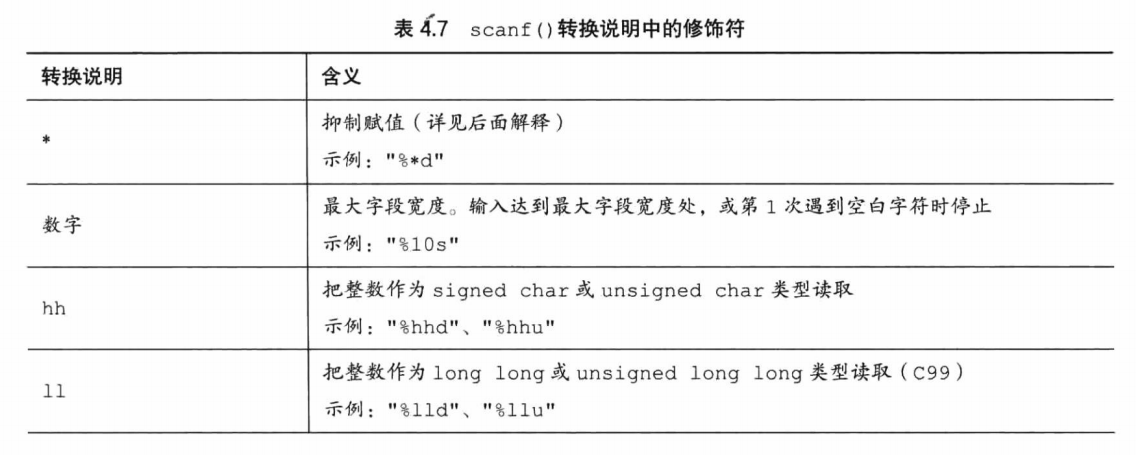 表 4.7 scanf()转换说明中的修饰符
转换说明 含义
* 抑制赋值(详见后面解释)
示例:"%*d"
数字 最大字段宽度。输入达到最大字段宽度处,或第 1 次遇到空白字符时停止
示例:"%10s"
hh 把整数作为 signed char 或 unsigned char 类型读取
示例:"%hhd"、"%hhu"
ll 把整数作为 long long 或 unsigned long long 类型读取(C99)
示例:"%lld"、"%llu"